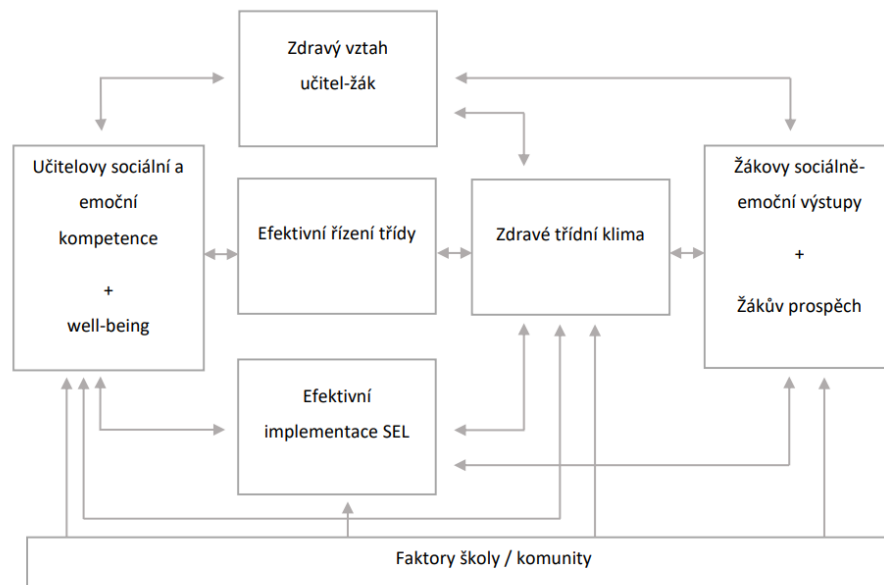 Zdravý vztah
učitel-žák
Učitelovy sociální a
emoční
kompetence
+
well-being
Efektivní řízení třídy
Zdravé třídní klima
Žákovy sociálně-
emoční výstupy
+
Žákův prospěch
Efektivní
implementace SEL
Faktory školy / komunity